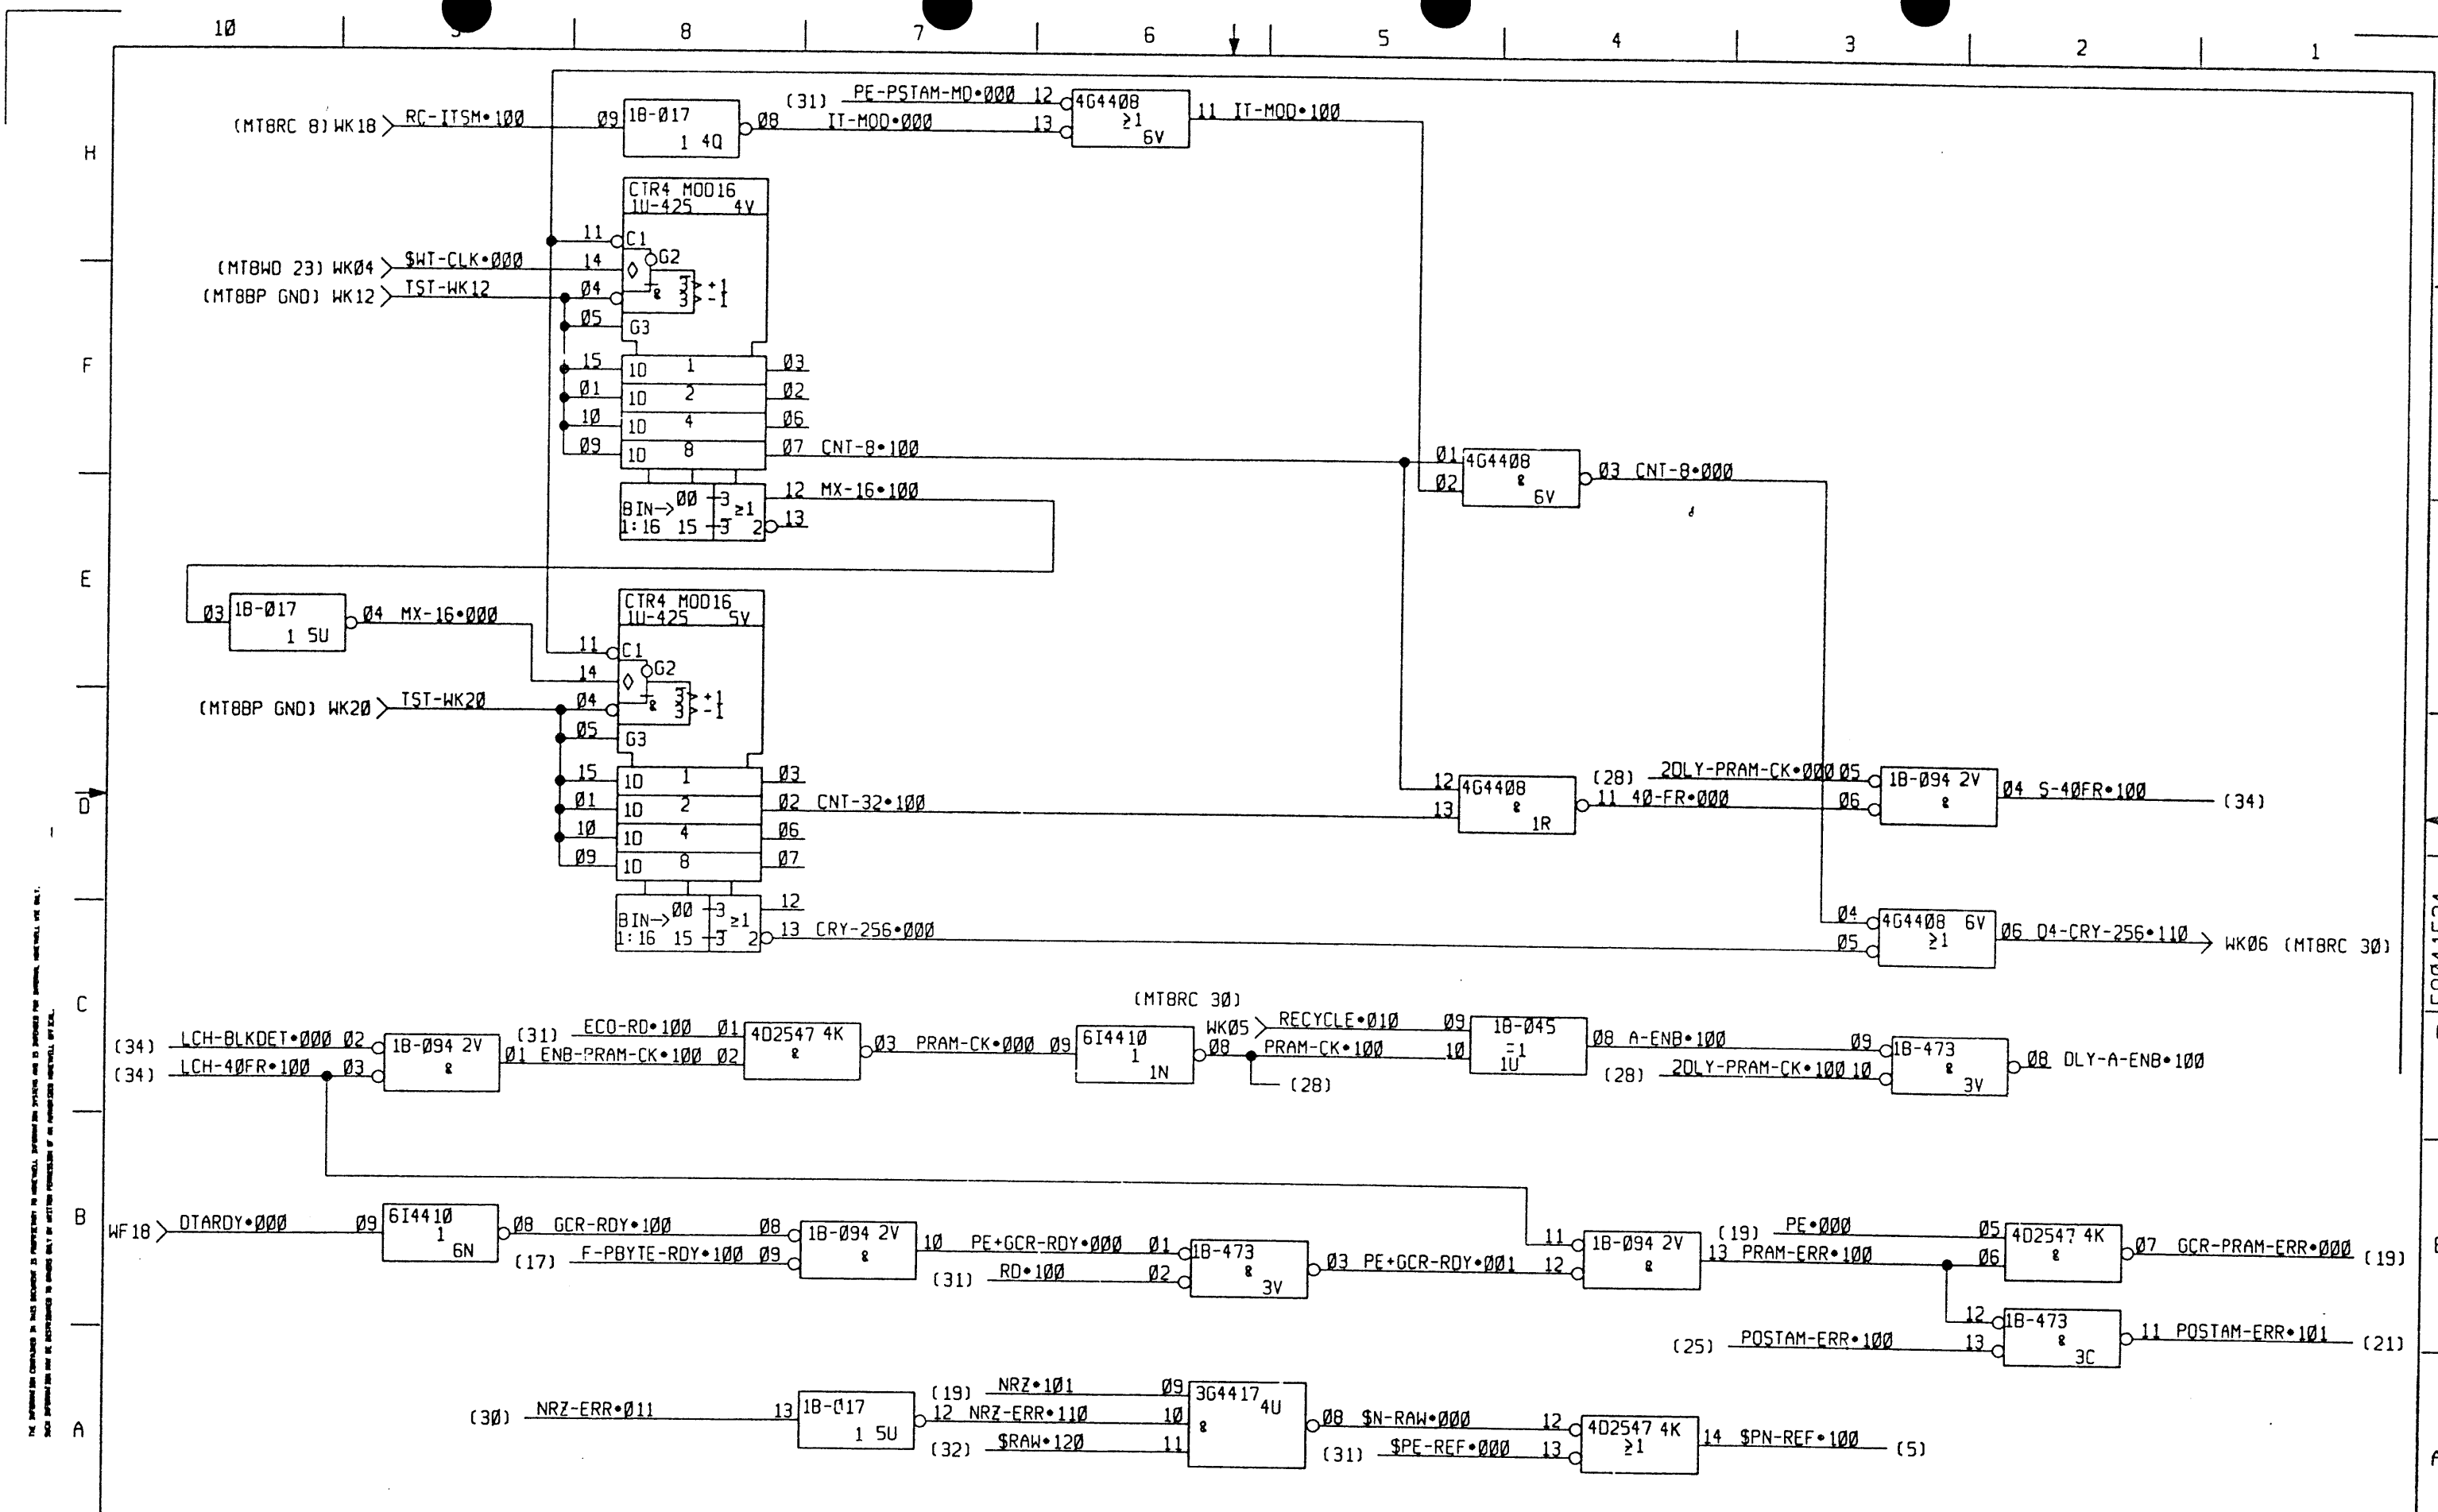 10 8 7 6 5 4 3 2 1
H
(MT8RC 8) WK18 RC-ITSM•100 09 1B-017 1 4Q 08 IT-MOD•000 13
(31) PE-PSTAM-MD•000 12 4G4408 ≥1 6V 11 IT-MOD•100
CTR4 MOD16
1U-425 4V
11 C1
G2
(MT8WD 23) WK04 $WT-CLK•000 14
(MT8BP GND) WK12 TST-WK12 04 & 3 +1
3 -1
05 G3
F
15 1D 1 03
01 1D 2 02
10 1D 4 06
09 1D 8 07 CNT-8•100
01 4G4408 03 CNT-8•000
02 & 6V
BIN→ 00 3 ≥1 12 MX-16•100
1:16 15 3 2 13
E
03 1B-017 1 5U 04 MX-16•000
CTR4 MOD16
1U-425 5V
11 C1
G2
14
(MT8BP GND) WK20 TST-WK20 04 & 3 +1
3 -1
05 G3
D
15 1D 1 03
01 1D 2 02 CNT-32•100
10 1D 4 06
09 1D 8 07
12 4G4408 11 40-FR•000 06
13 & 1R
(28) 2DLY-PRAM-CK•000 05 1B-094 2V & 04 S-40FR•100 (34)
BIN→ 00 3 ≥1 12
1:16 15 3 2 13 CRY-256•000
04 4G4408 6V
05 ≥1 06 D4-CRY-256•110 WK06 (MT8RC 30)
C
(34) LCH-BLKDET•000 02 1B-094 2V
(34) LCH-40FR•100 03 & 01 ENB-PRAM-CK•100 02
(31) ECO-RD•100 01 4D2547 4K & 03 PRAM-CK•000 09 6I4410 1 1N 08 PRAM-CK•100 10
(28)
(MT8RC 30)
WK05 RECYCLE•010 09 1B-045 =1 1U 08 A-ENB•100 09 1B-473 & 3V 08 DLY-A-ENB•100
(28) 2DLY-PRAM-CK•100 10
B
WF18 DTARDY•000 09 6I4410 1 6N 08 GCR-RDY•100 08 1B-094 2V
(17) F-PBYTE-RDY•100 09 & 10 PE+GCR-RDY•000 01 1B-473
(31) RD•100 02 & 3V 03 PE+GCR-RDY•001 12
11 1B-094 2V & 13 PRAM-ERR•100 06
(19) PE•000 05 4D2547 4K & 07 GCR-PRAM-ERR•000 (19)
12 1B-473
(25) POSTAM-ERR•100 13 & 3C 11 POSTAM-ERR•101 (21)
A
(30) NRZ-ERR•011 13 1B-017 1 5U 12 NRZ-ERR•110 10
(19) NRZ•101 09 3G4417 4U
(32) $RAW•120 11 & 08 $N-RAW•000 12 4D2547 4K
(31) $PE-REF•000 13 ≥1 14 $PN-REF•100 (5)